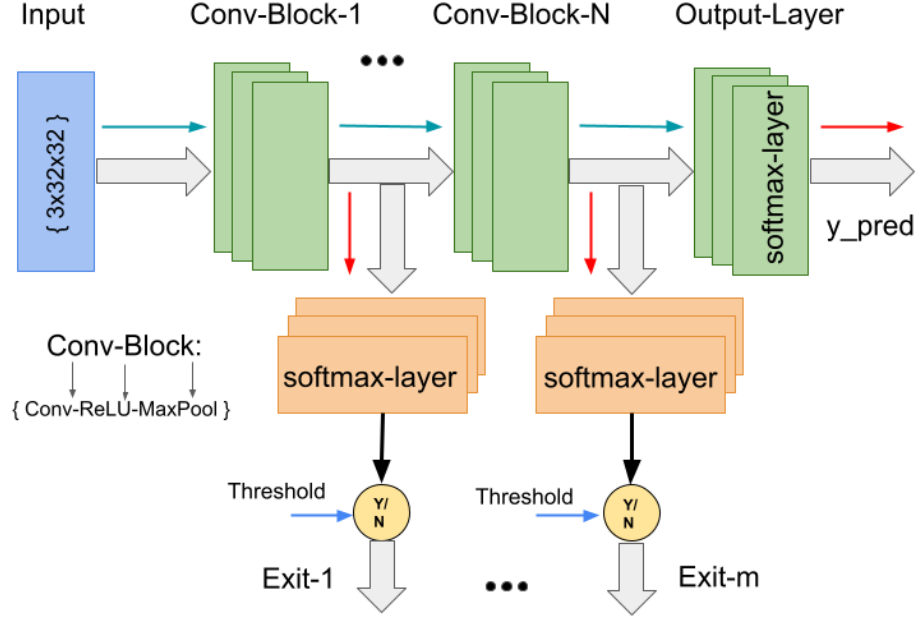 Input
Conv-Block-1
Conv-Block-N
Output-Layer
{ 3x32x32 }
softmax-layer
y_pred
Conv-Block:
{ Conv-ReLU-MaxPool }
softmax-layer
softmax-layer
Threshold
Y/
N
Threshold
Y/
N
Exit-1
Exit-m